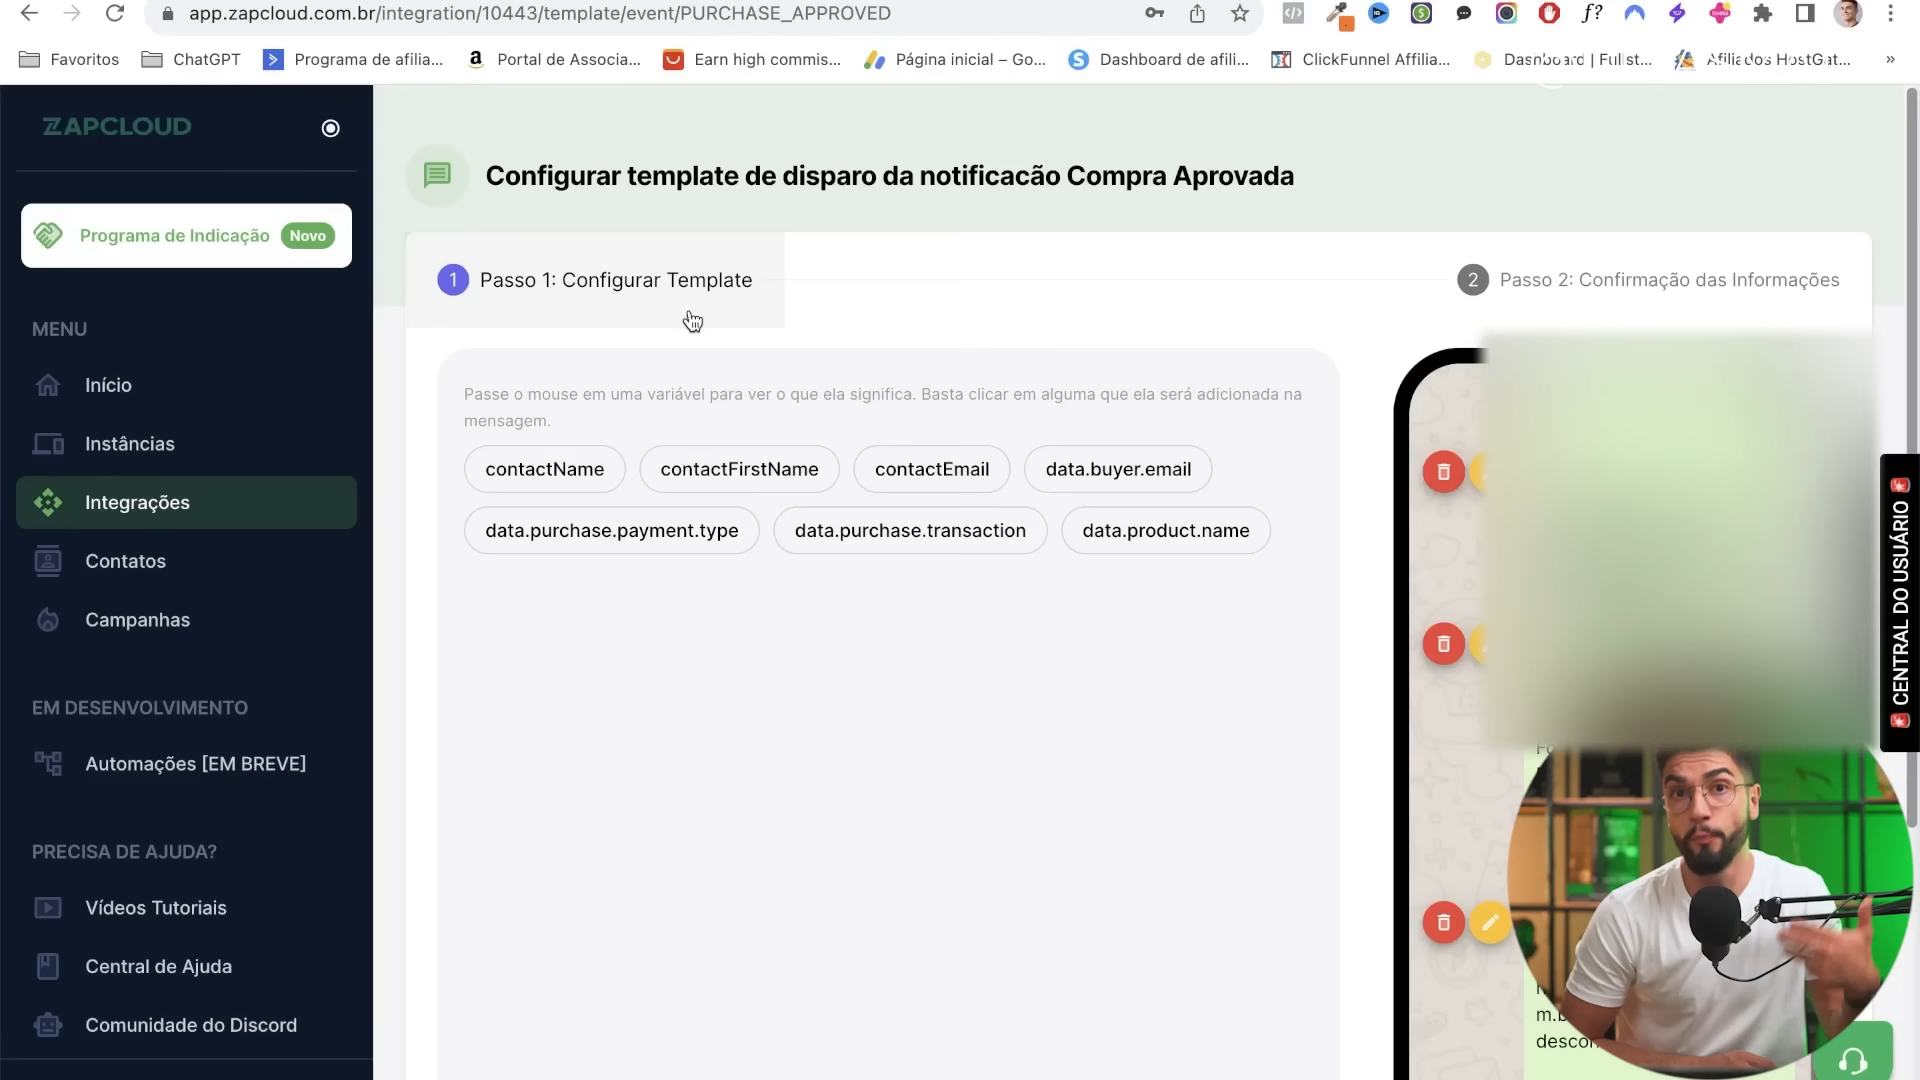 app.zapcloud.com.br/integration/10443/template/event/PURCHASE_APPROVED
Favoritos
ChatGPT
Programa de afilia...
Portal de Associa...
Earn high commis...
Página inicial – Go...
Dashboard de afili...
ClickFunnel Affilia...
Dashboard | Fullst...
Afiliados HostGat...
»
ZAPCLOUD
Programa de Indicação Novo
MENU
Início
Instâncias
Integrações
Contatos
Campanhas
EM DESENVOLVIMENTO
Automações [EM BREVE]
PRECISA DE AJUDA?
Vídeos Tutoriais
Central de Ajuda
Comunidade do Discord
Configurar template de disparo da notificacão Compra Aprovada
1 Passo 1: Configurar Template
2 Passo 2: Confirmação das Informações
Passe o mouse em uma variável para ver o que ela significa. Basta clicar em alguma que ela será adicionada na
mensagem.
contactName
contactFirstName
contactEmail
data.buyer.email
data.purchase.payment.type
data.purchase.transaction
data.product.name
CENTRAL DO USUÁRIO